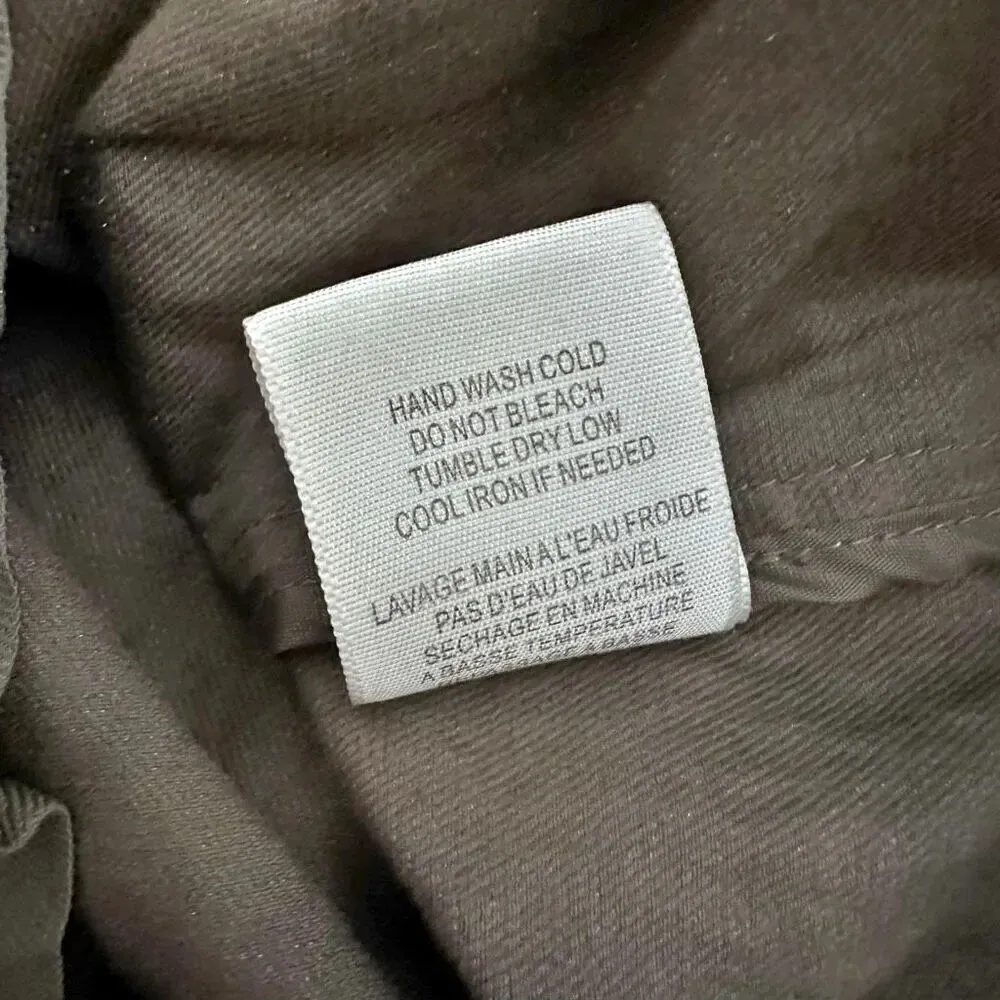 HAND WASH COLD
DO NOT BLEACH
TUMBLE DRY LOW
COOL IRON IF NEEDED
LAVAGE MAIN A L'EAU FROIDE
PAS D'EAU DE JAVEL
SECHAGE EN MACHINE
A BASSE TEMPERATURE
A BASSE